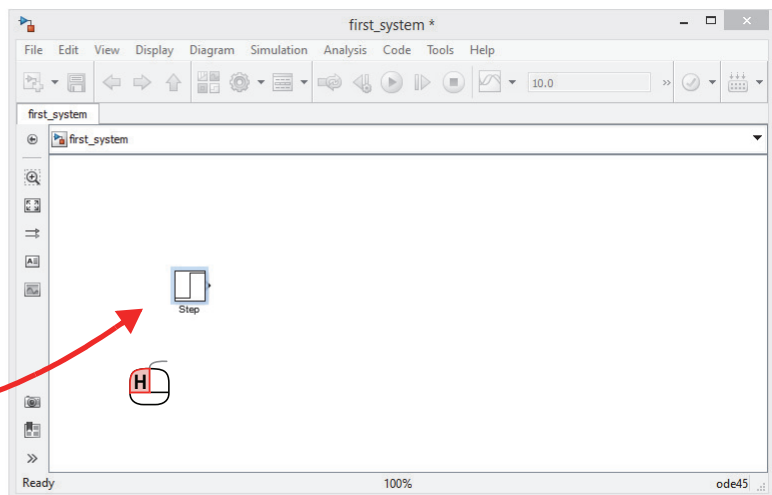 first_system *
File Edit View Display Diagram Simulation Analysis Code Tools Help
10.0 »
first_system
first_system
Step
H
»
Ready 100% ode45